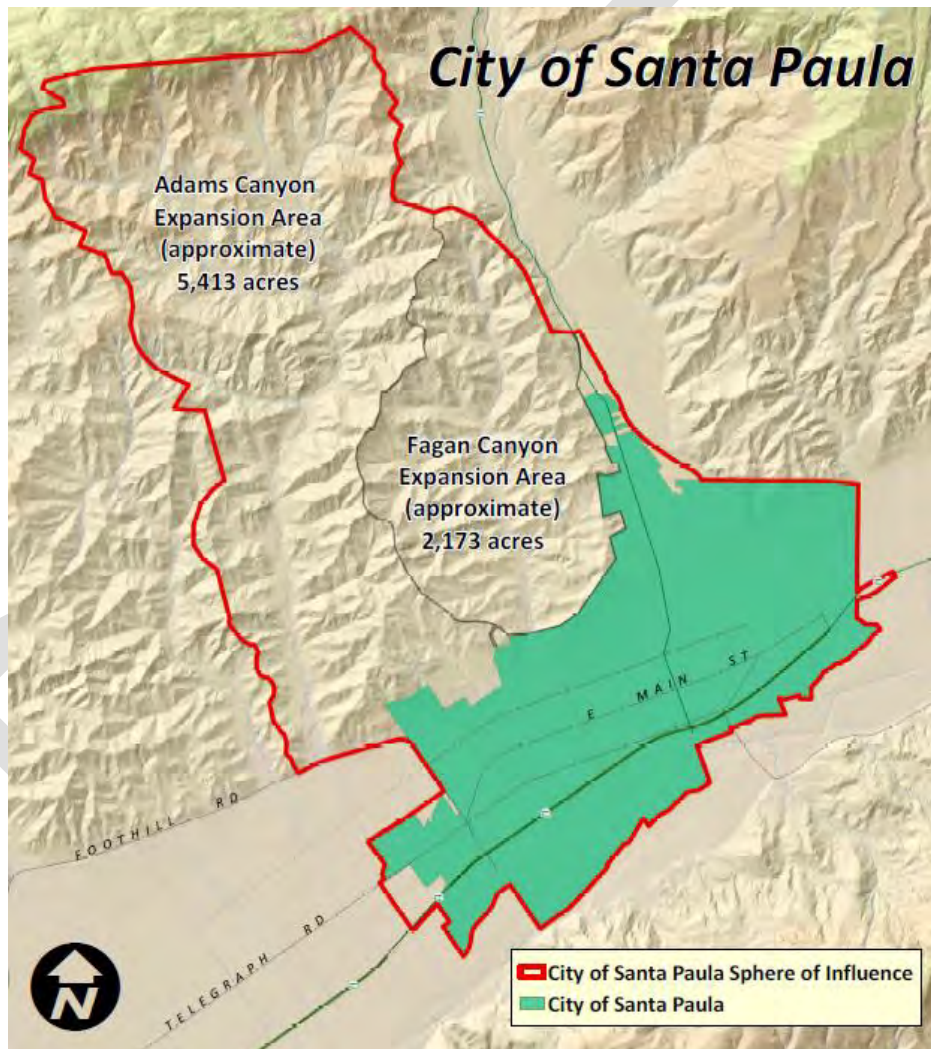 City of Santa Paula
Adams Canyon
Expansion Area
(approximate)
5,413 acres
Fagan Canyon
Expansion Area
(approximate)
2,173 acres
E MAIN ST
FOOTHILL RD
TELEGRAPH RD
N
City of Santa Paula Sphere of Influence
City of Santa Paula